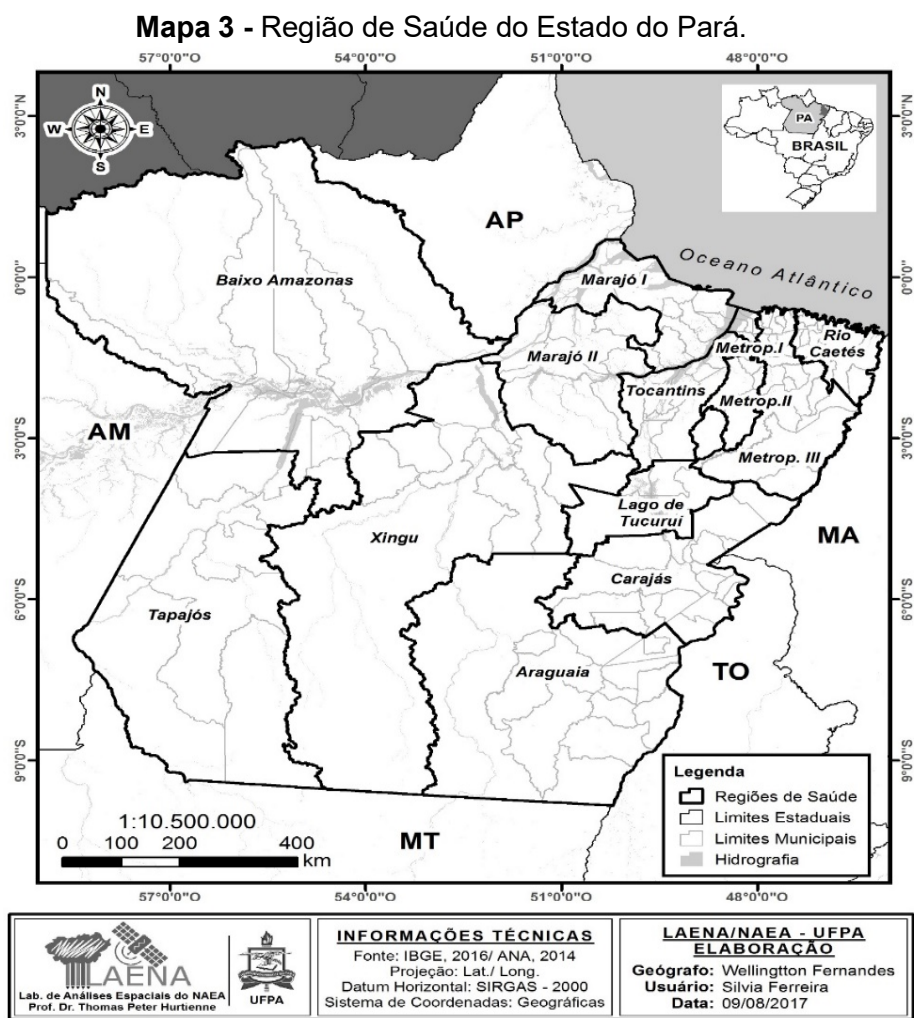 Mapa 3 - Região de Saúde do Estado do Pará.
57°0'0"O
54°0'0"O
51°0'0"O
48°0'0"O
3°0'0"N
0°0'0"
3°0'0"S
6°0'0"S
9°0'0"S
N
W
E
S
PA
BRASIL
AP
Oceano Atlântico
Baixo Amazonas
Marajó I
Marajó II
Metrop.I
Rio
Caetés
Tocantins
Metrop.II
AM
Metrop. III
Lago de
Tucuruí
Xingu
MA
Carajás
Tapajós
Araguaia
TO
MT
3°0'0"N
0°0'0"
3°0'0"S
6°0'0"S
9°0'0"S
1:10.500.000
0 100 200 400
km
Legenda
Regiões de Saúde
Limites Estaduais
Limites Municipais
Hidrografia
57°0'0"O
54°0'0"O
51°0'0"O
48°0'0"O
LAENA
Lab. de Análises Espaciais do NAEA
Prof. Dr. Thomas Peter Hurtienne
UFPA
INFORMAÇÕES TÉCNICAS
Fonte: IBGE, 2016/ ANA, 2014
Projeção: Lat./ Long.
Datum Horizontal: SIRGAS - 2000
Sistema de Coordenadas: Geográficas
LAENA/NAEA - UFPA
ELABORAÇÃO
Geógrafo: Wellingtton Fernandes
Usuário: Silvia Ferreira
Data: 09/08/2017